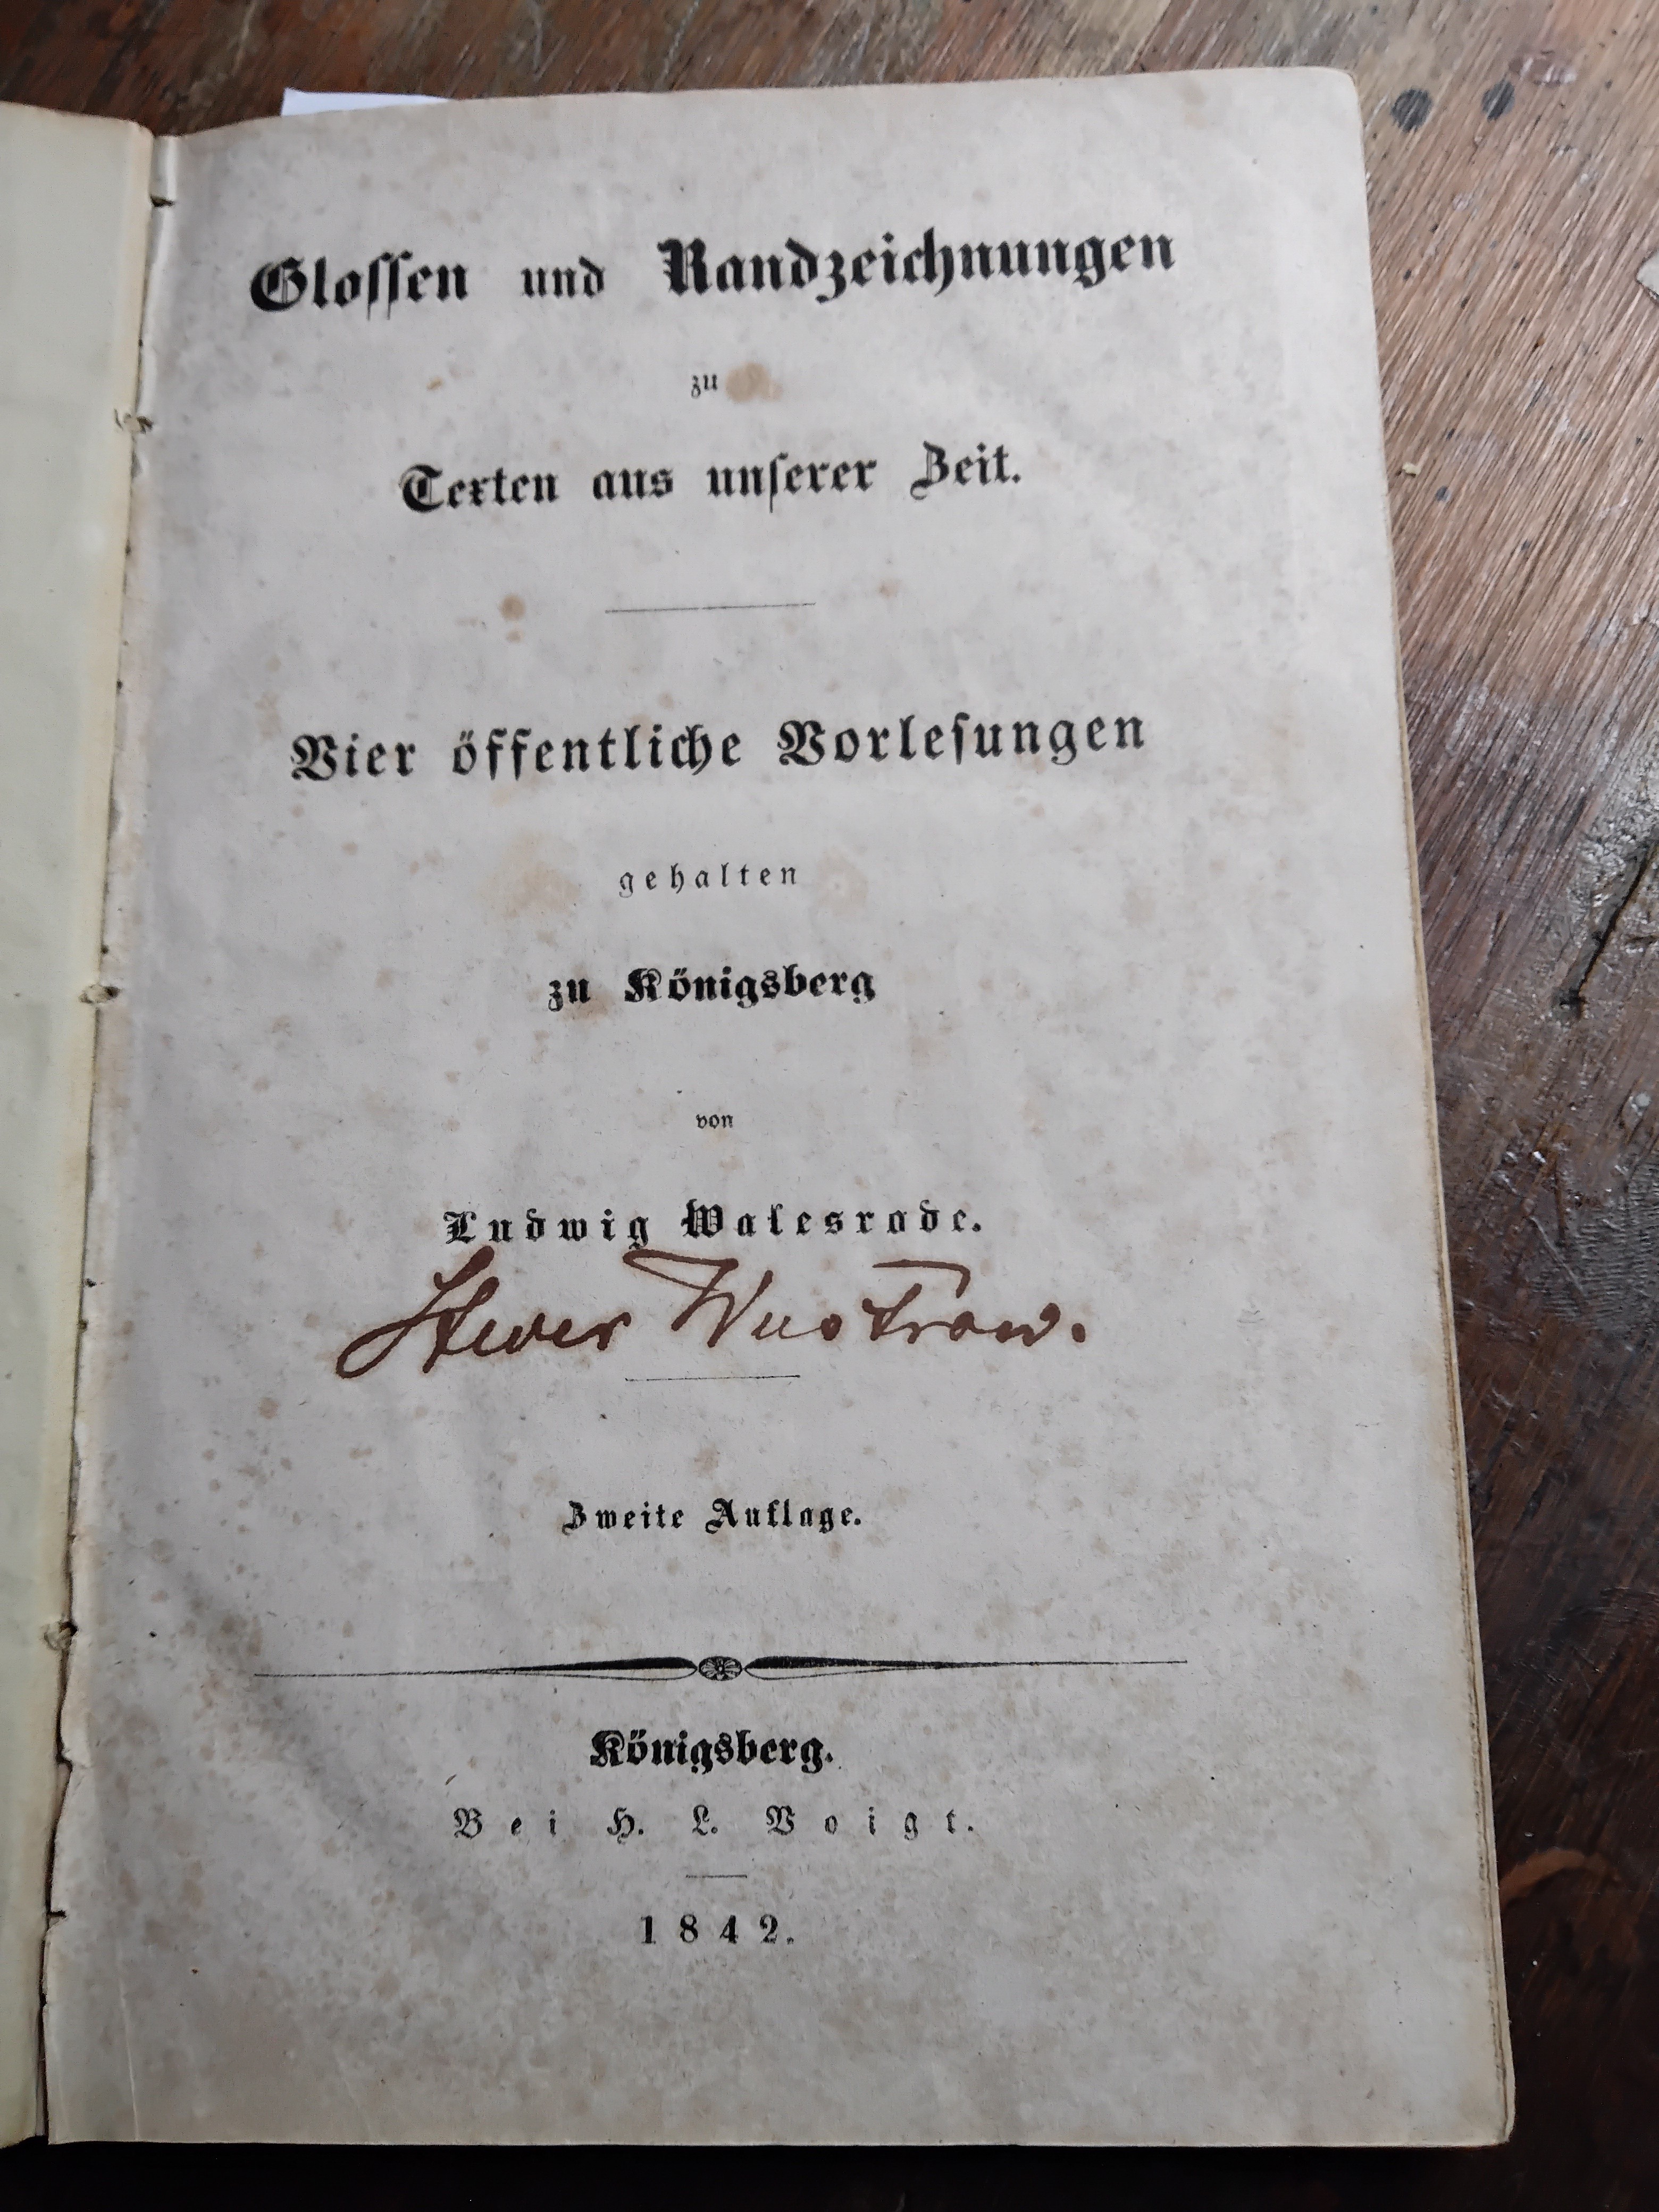 Glossen und Randzeichnungen
zu
Texten aus unserer Zeit.
Vier öffentliche Vorlesungen
gehalten
zu Königsberg
von
Ludwig Walesrode.
Wustrow.
Zweite Auflage.
Königsberg.
Bei H. L. Voigt.
1842.